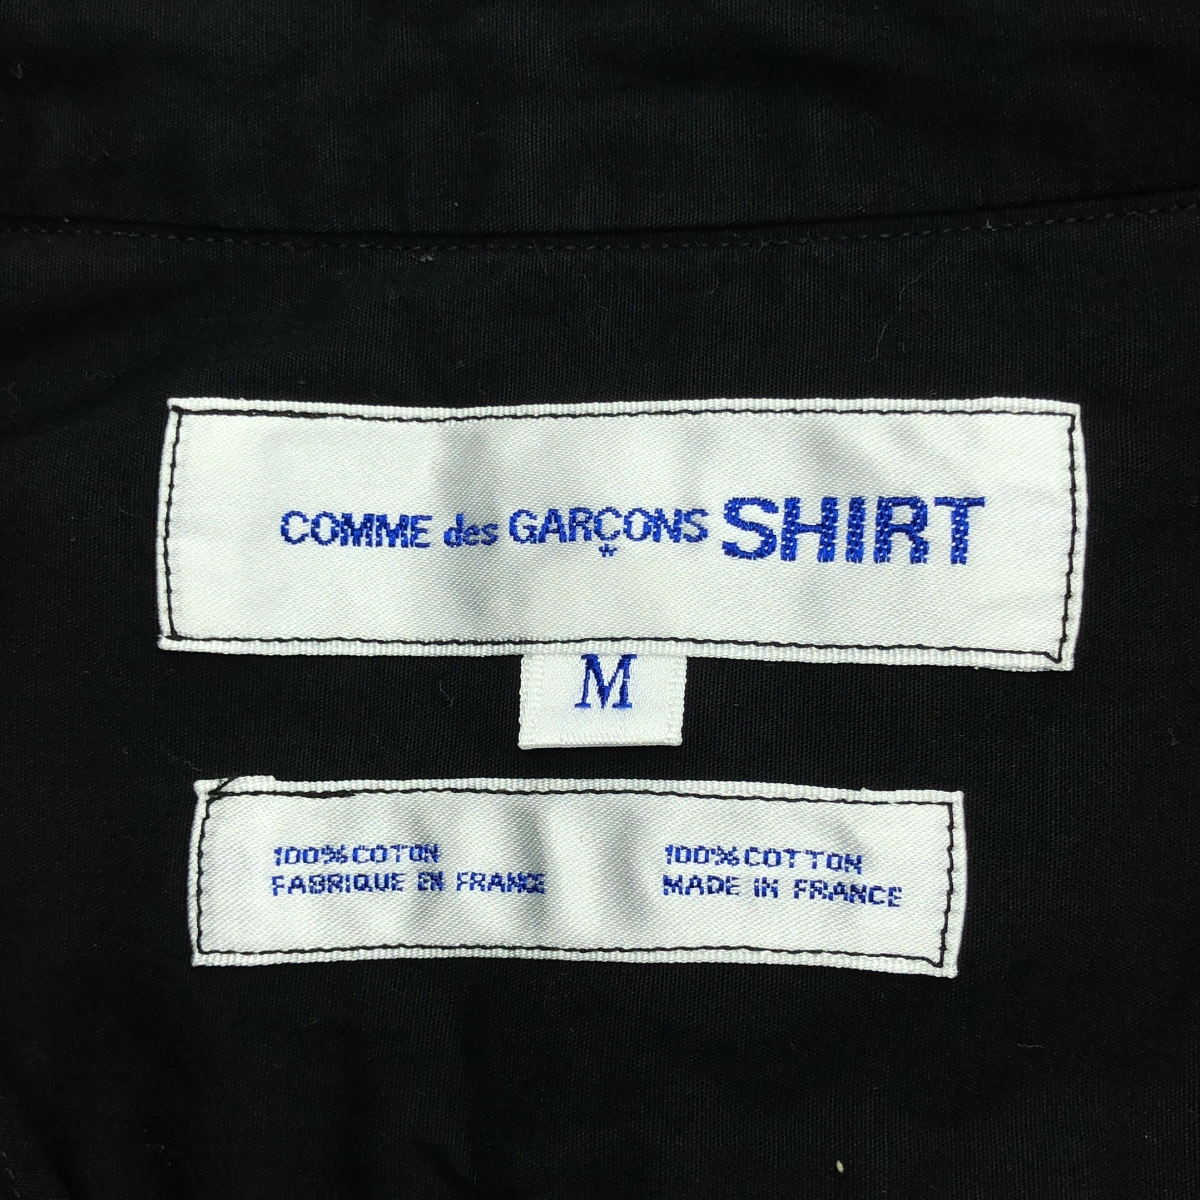 COMME des GARÇONS SHIRT
M
100% COTON
FABRIQUE EN FRANCE
100% COTTON
MADE IN FRANCE